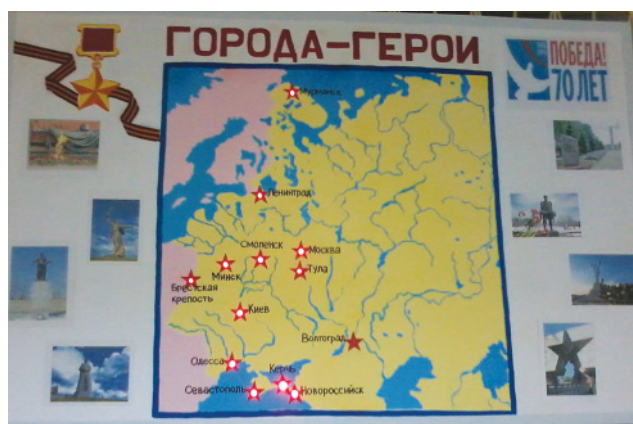 ГОРОДА-ГЕРОИ
ПОБЕДА!
70 ЛЕТ
Мурманск
Ленинград
Смоленск
Москва
Минск
Тула
Брестская
крепость
Киев
Волгоград
Одесса
Керчь
Севастополь
Новороссийск